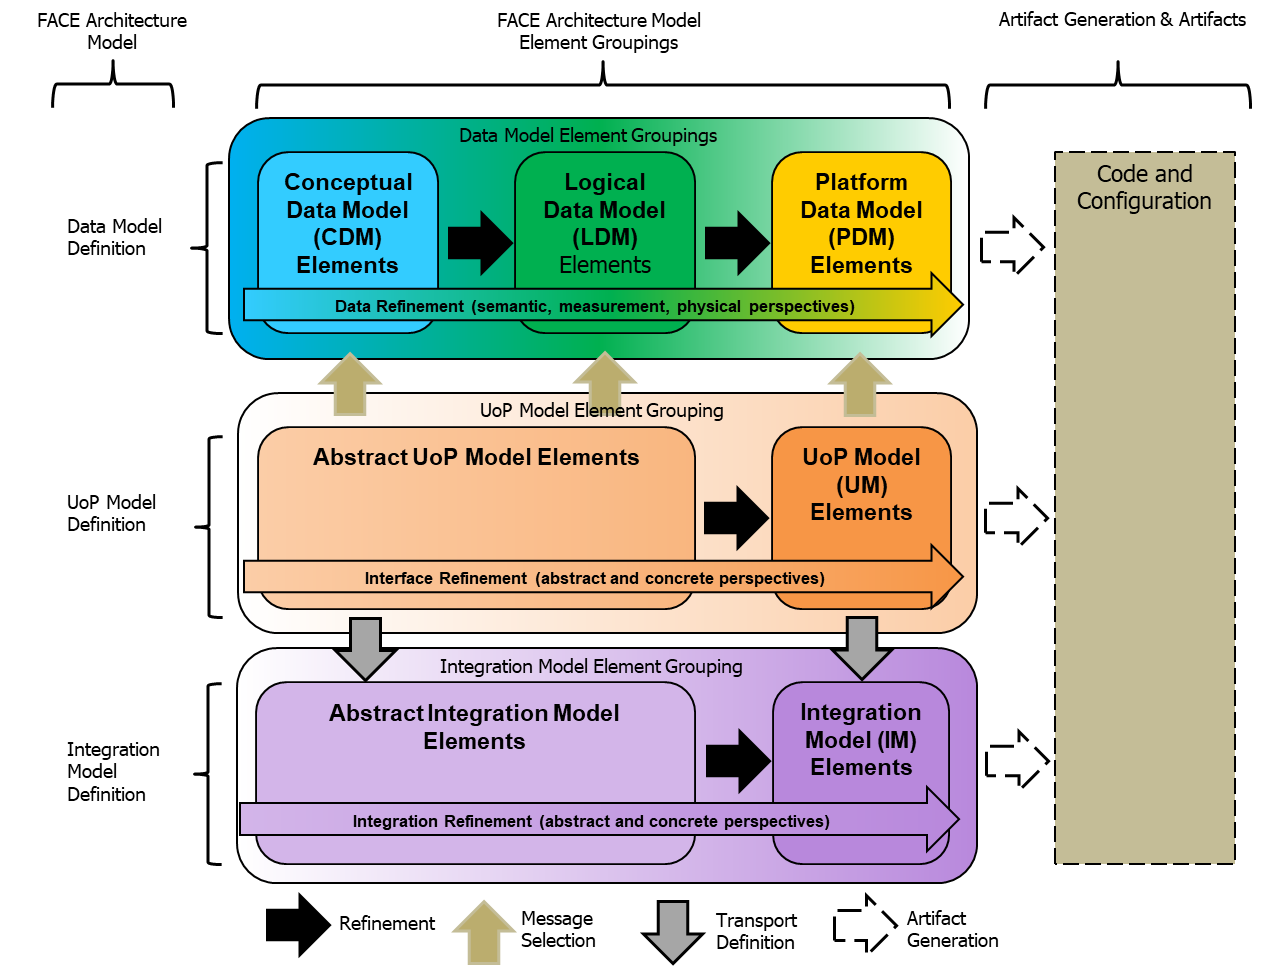 FACE Architecture
Model
FACE Architecture Model
Element Groupings
Artifact Generation & Artifacts
Data Model Element Groupings
Data Model
Definition
Conceptual
Data Model
(CDM)
Elements
Logical
Data Model
(LDM)
Elements
Platform
Data Model
(PDM)
Elements
Data Refinement (semantic, measurement, physical perspectives)
Code and
Configuration
UoP Model Element Grouping
UoP Model
Definition
Abstract UoP Model Elements
UoP Model
(UM)
Elements
Interface Refinement (abstract and concrete perspectives)
Integration Model Element Grouping
Integration
Model
Definition
Abstract Integration Model
Elements
Integration
Model (IM)
Elements
Integration Refinement (abstract and concrete perspectives)
Refinement
Message
Selection
Transport
Definition
Artifact
Generation